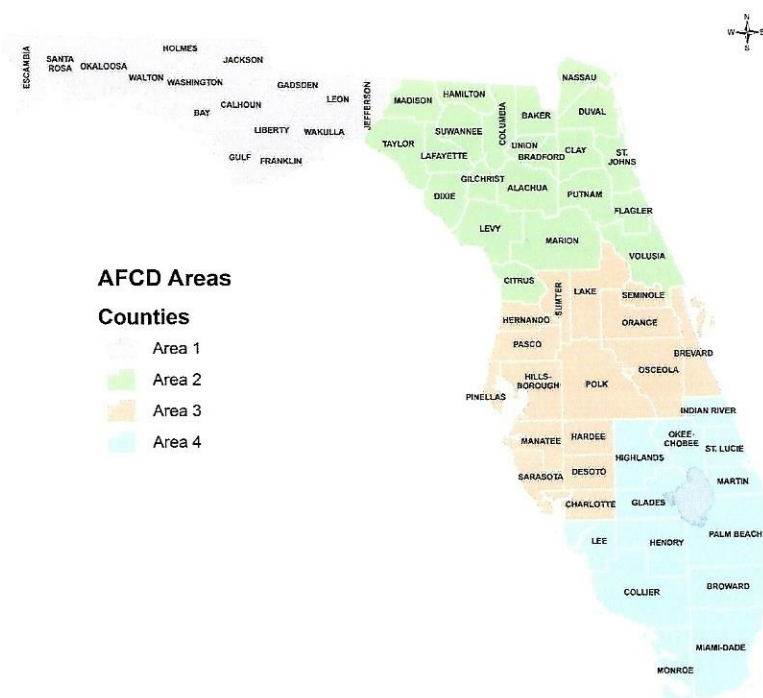 N
W E
S
HOLMES
ESCAMBIA
SANTA
ROSA
OKALOOSA
JACKSON
WALTON
WASHINGTON
GADSDEN
BAY
CALHOUN
LEON
JEFFERSON
LIBERTY
WAKULLA
GULF
FRANKLIN
MADISON
HAMILTON
COLUMBIA
BAKER
NASSAU
DUVAL
TAYLOR
SUWANNEE
LAFAYETTE
UNION
BRADFORD
CLAY
ST.
JOHNS
GILCHRIST
DIXIE
ALACHUA
PUTNAM
FLAGLER
LEVY
MARION
VOLUSIA
CITRUS
SUMTER
LAKE
SEMINOLE
HERNANDO
ORANGE
PASCO
BREVARD
OSCEOLA
HILLS-
BOROUGH
POLK
PINELLAS
INDIAN RIVER
MANATEE
HARDEE
OKEE-
CHOBEE
ST. LUCIE
HIGHLANDS
SARASOTA
DESOTO
MARTIN
CHARLOTTE
GLADES
LEE
HENDRY
PALM BEACH
COLLIER
BROWARD
MIAMI-DADE
MONROE
AFCD Areas
Counties
Area 1
Area 2
Area 3
Area 4